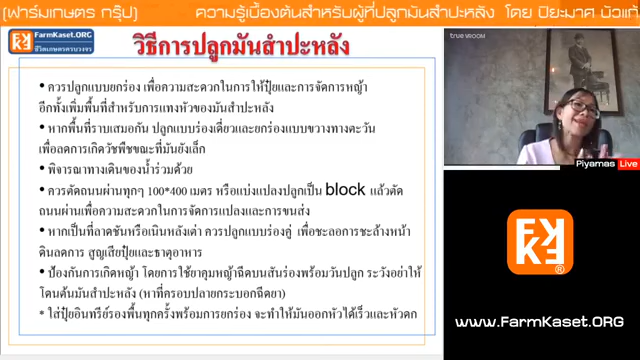 (ฟาร์มเกษตร กรุ๊ป) ความรู้เบื้องต้นสำหรับผู้ที่ปลูกมันสำปะหลัง โดย ปิยะมาศ บัวแก้
FarmKaset.ORG
ชีวิตเกษตรครบวงจร
วิธีการปลูกมันสำปะหลัง
• ควรปลูกแบบยกร่อง เพื่อความสะดวกในการให้ปุ๋ยและการจัดการหญ้า
อีกทั้งเพิ่มพื้นที่สำหรับการแทงหัวของมันสำปะหลัง
• หากพื้นที่ราบเสมอกัน ปลูกแบบร่องเดี่ยวและยกร่องแบบขวางทางตะวัน
เพื่อลดการเกิดวัชพืชขณะที่มันยังเล็ก
• พิจารณาทางเดินของน้ำร่วมด้วย
• ควรตัดถนนผ่านทุกๆ 100*400 เมตร หรือแบ่งแปลงปลูกเป็น block แล้วตัด
ถนนผ่านเพื่อความสะดวกในการจัดการแปลงและการขนส่ง
• หากเป็นที่ลาดชันหรือเนินหลังเต่า ควรปลูกแบบร่องคู่ เพื่อชะลอการชะล้างหน้า
ดินลดการ สูญเสียปุ๋ยและธาตุอาหาร
• ป้องกันการเกิดหญ้า โดยการใช้ยาคุมหญ้าฉีดบนสันร่องพร้อมวันปลูก ระวังอย่าให้
โดนต้นมันสำปะหลัง (หาที่ครอบปลายกระบอกฉีดยา)
* ใส่ปุ๋ยอินทรีย์รองพื้นทุกครั้งพร้อมการยกร่อง จะทำให้มันออกหัวได้เร็วและหัวดก
true VROOM
Piyamas Live
®
www.FarmKaset.ORG